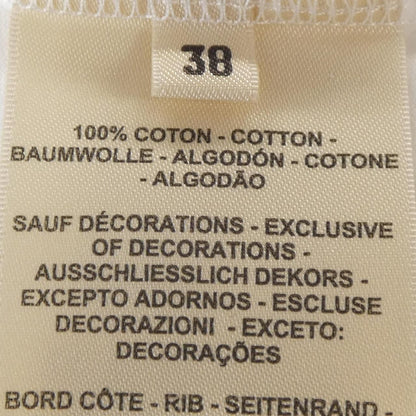 38
100% COTON - COTTON -
BAUMWOLLE - ALGODÓN - COTONE
- ALGODÃO
SAUF DÉCORATIONS - EXCLUSIVE
OF DECORATIONS -
AUSSCHLIESSLICH DEKORS -
EXCEPTO ADORNOS - ESCLUSE
DECORAZIONI - EXCETO:
DECORAÇÕES
BORD CÔTE - RIB - SEITENRAND -